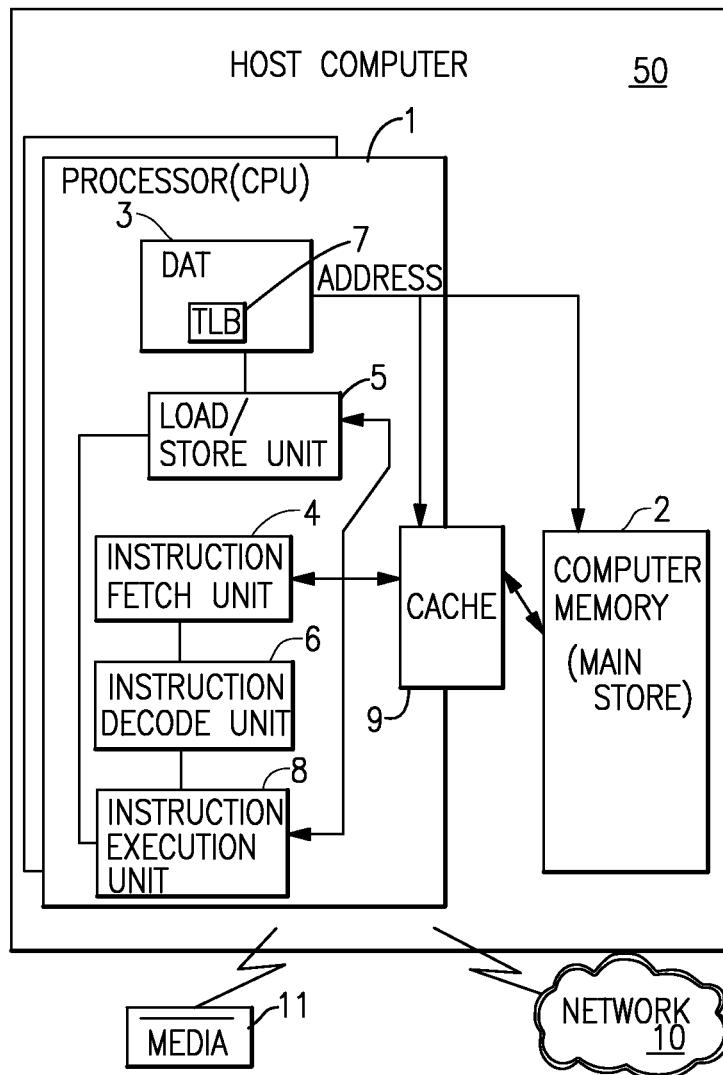 HOST COMPUTER
50
1
PROCESSOR(CPU)
3
7
DAT
ADDRESS
TLB
5
LOAD/
STORE UNIT
4
INSTRUCTION
FETCH UNIT
2
COMPUTER
MEMORY
(MAIN
STORE)
CACHE
9
6
INSTRUCTION
DECODE UNIT
8
INSTRUCTION
EXECUTION
UNIT
MEDIA
11
NETWORK
10